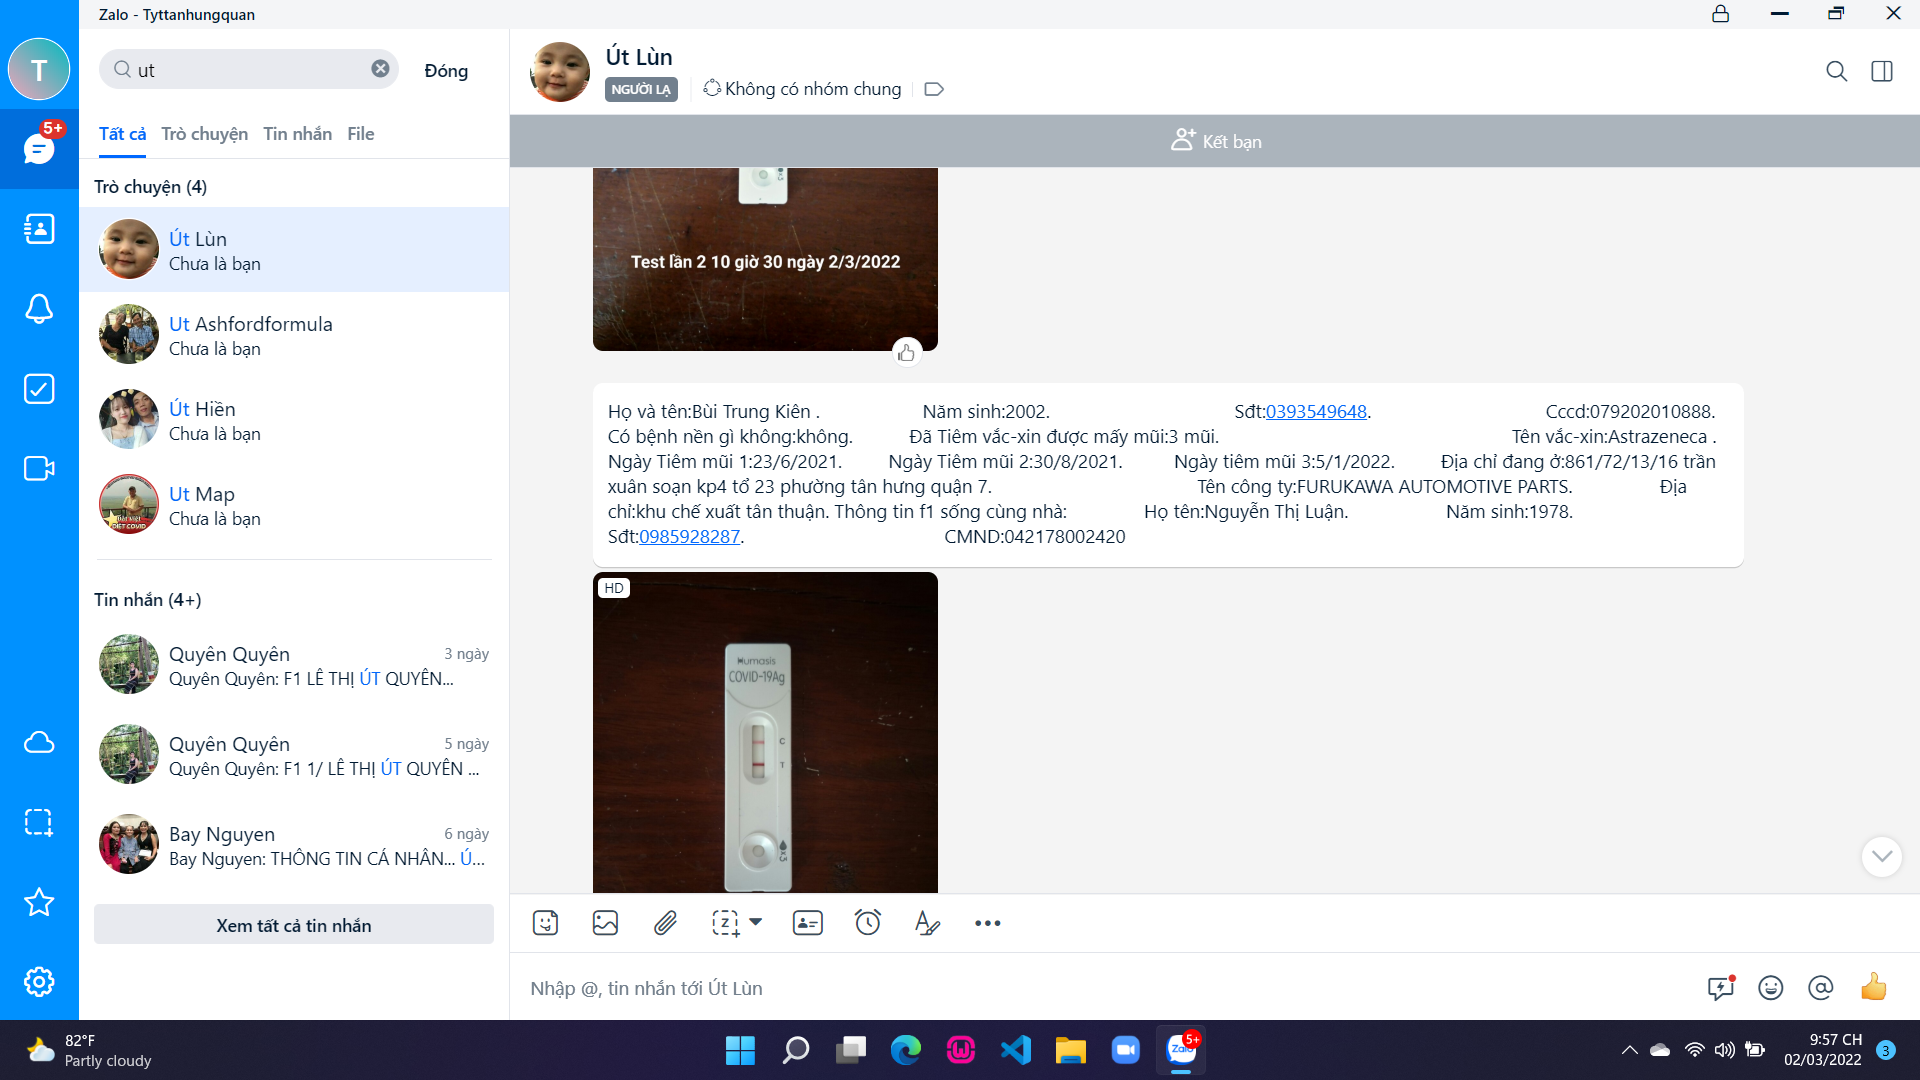 Zalo - Tyttanhungquan
T
ut
Đóng
5+
Tất cả Trò chuyện Tin nhắn File
Trò chuyện (4)
Út Lùn
Chưa là bạn
Ut Ashfordformula
Chưa là bạn
Út Hiền
Chưa là bạn
Ut Map
Chưa là bạn
Tin nhắn (4+)
Quyên Quyên 3 ngày
Quyên Quyên: F1 LÊ THỊ ÚT QUYÊN...
Quyên Quyên 5 ngày
Quyên Quyên: F1 1/ LÊ THỊ ÚT QUYÊN ...
Bay Nguyen 6 ngày
Bay Nguyen: THÔNG TIN CÁ NHÂN... Ú...
Xem tất cả tin nhắn
Út Lùn
NGƯỜI LẠ Không có nhóm chung
Kết bạn
Test lần 2 10 giờ 30 ngày 2/3/2022
Họ và tên:Bùi Trung Kiên . Năm sinh:2002. Sđt:0393549648. Cccd:079202010888.
Có bệnh nền gì không:không. Đã Tiêm vắc-xin được mấy mũi:3 mũi. Tên vắc-xin:Astrazeneca .
Ngày Tiêm mũi 1:23/6/2021. Ngày Tiêm mũi 2:30/8/2021. Ngày tiêm mũi 3:5/1/2022. Địa chỉ đang ở:861/72/13/16 trần
xuân soạn kp4 tổ 23 phường tân hưng quận 7. Tên công ty:FURUKAWA AUTOMOTIVE PARTS. Địa
chỉ:khu chế xuất tân thuận. Thông tin f1 sống cùng nhà: Họ tên:Nguyễn Thị Luận. Năm sinh:1978.
Sđt:0985928287. CMND:042178002420
HD
Humasis
COVID-19Ag
C
T
x3
Nhập @, tin nhắn tới Út Lùn
82°F
Partly cloudy
Zalo
5+
9:57 CH
02/03/2022
3